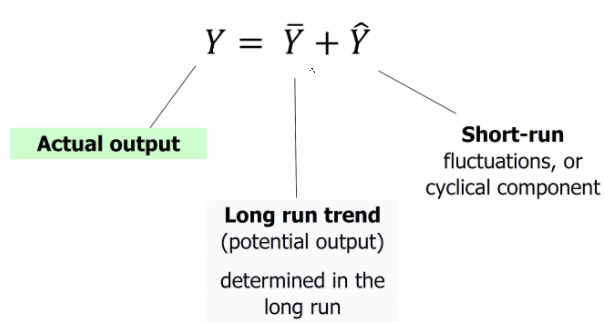 Y = Ȳ + Ŷ
Actual output
Short-run
fluctuations, or
cyclical component
Long run trend
(potential output)
determined in the
long run